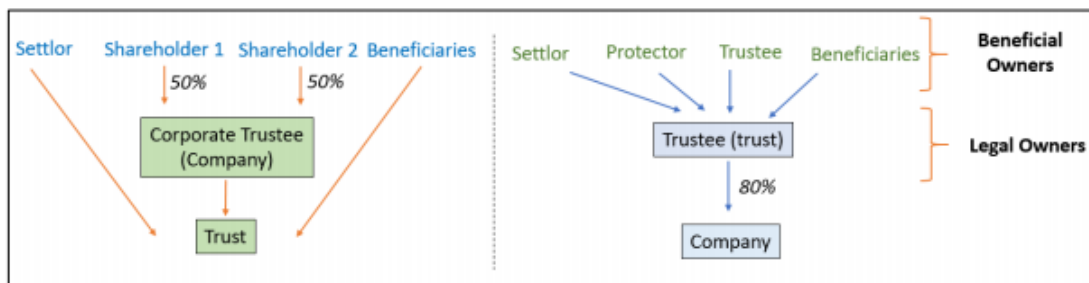 Settlor Shareholder 1 Shareholder 2 Beneficiaries
50% 50%
Corporate Trustee
(Company)
Trust
Settlor Protector Trustee Beneficiaries
Trustee (trust)
80%
Company
Beneficial
Owners
Legal Owners